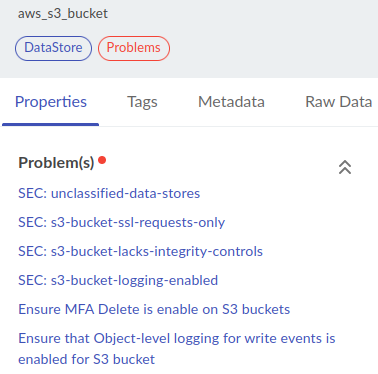 aws_s3_bucket
DataStore Problems
Properties Tags Metadata Raw Data
Problem(s)
SEC: unclassified-data-stores
SEC: s3-bucket-ssl-requests-only
SEC: s3-bucket-lacks-integrity-controls
SEC: s3-bucket-logging-enabled
Ensure MFA Delete is enable on S3 buckets
Ensure that Object-level logging for write events is
enabled for S3 bucket